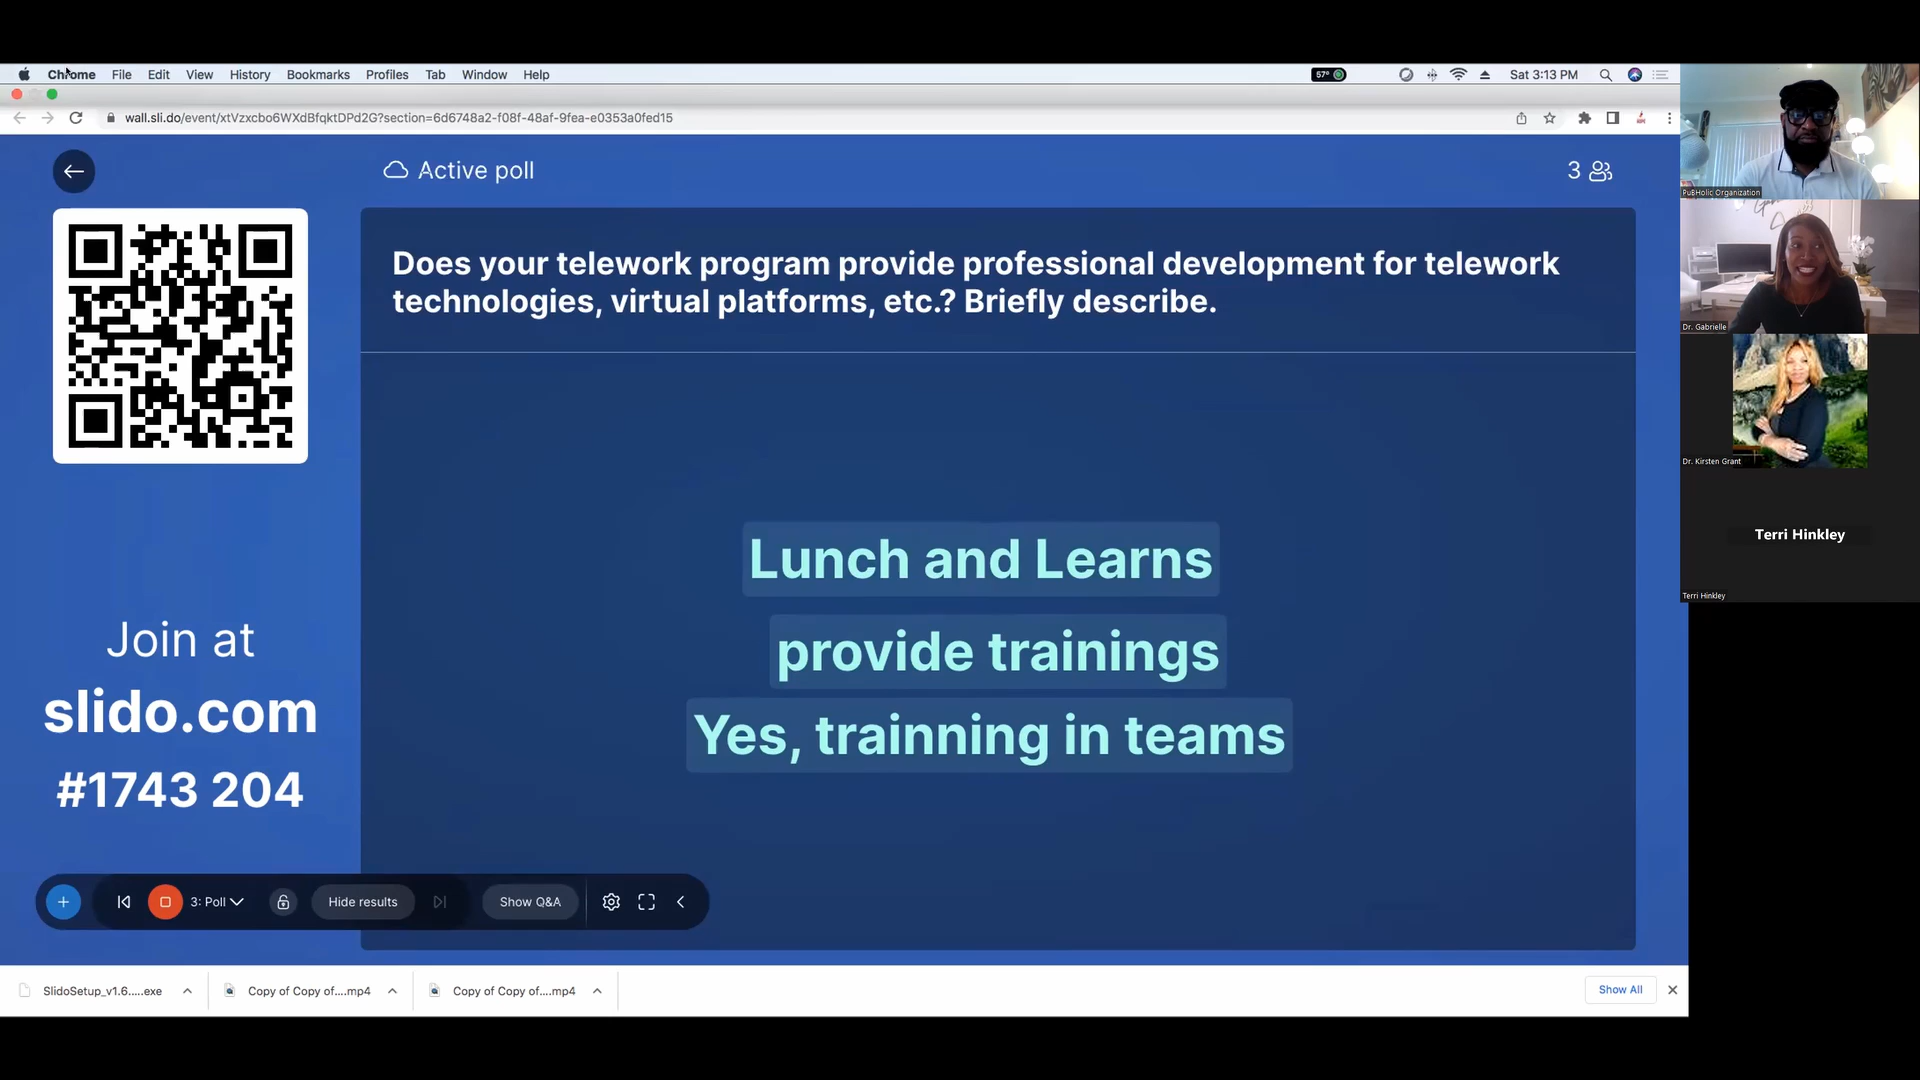 Chrome File Edit View History Bookmarks Profiles Tab Window Help
57° Sat 3:13 PM
wall.sli.do/event/xtVzxcbo6WXdBfqktDPd2G?section=6d6748a2-f08f-48af-9fea-e0353a0fed15
Active poll
3
Does your telework program provide professional development for telework
technologies, virtual platforms, etc.? Briefly describe.
Lunch and Learns
provide trainings
Yes, trainning in teams
Join at
slido.com
#1743 204
3: Poll
Hide results
Show Q&A
SlidoSetup_v1.6.....exe
Copy of Copy of....mp4
Copy of Copy of....mp4
Show All
PuBHolic Organization
Dr. Gabrielle
Dr. Kirsten Grant
Terri Hinkley
Terri Hinkley